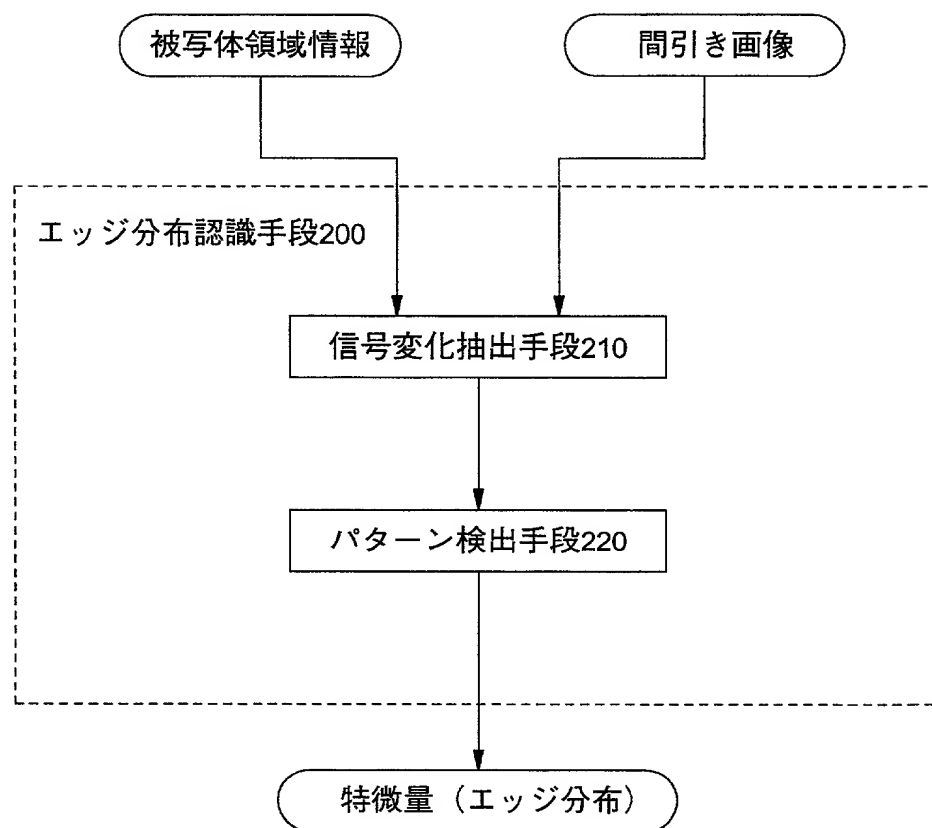 被写体領域情報
間引き画像
エッジ分布認識手段200
信号変化抽出手段210
パターン検出手段220
特微量（エッジ分布）